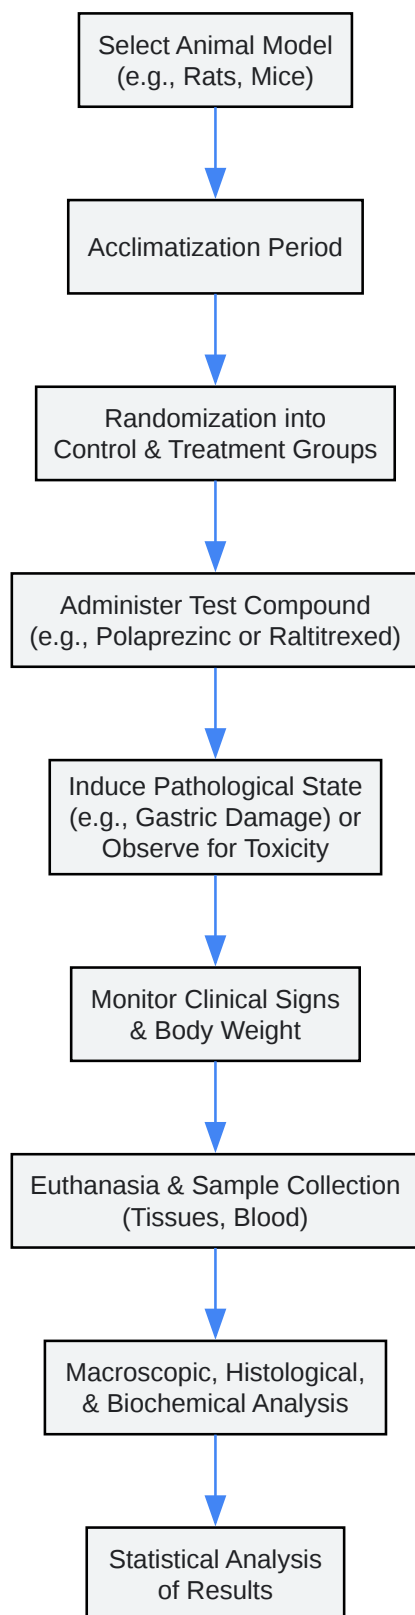 Select Animal Model
(e.g., Rats, Mice)
Acclimatization Period
Randomization into
Control & Treatment Groups
Administer Test Compound
(e.g., Polaprezinc or Raltitrexed)
Induce Pathological State
(e.g., Gastric Damage) or
Observe for Toxicity
Monitor Clinical Signs
& Body Weight
Euthanasia & Sample Collection
(Tissues, Blood)
Macroscopic, Histological,
& Biochemical Analysis
Statistical Analysis
of Results